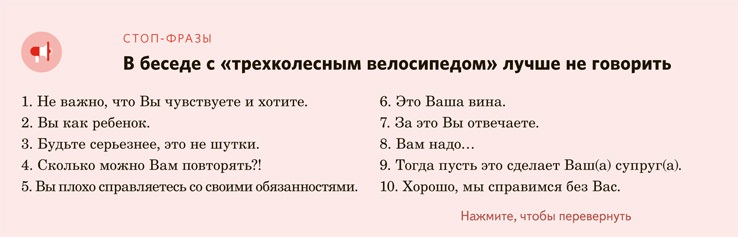 СТОП-ФРАЗЫ
В беседе с «трехколесным велосипедом» лучше не говорить
1. Не важно, что Вы чувствуете и хотите.
2. Вы как ребенок.
3. Будьте серьезнее, это не шутки.
4. Сколько можно Вам повторять?!
5. Вы плохо справляетесь со своими обязанностями.
6. Это Ваша вина.
7. За это Вы отвечаете.
8. Вам надо...
9. Тогда пусть это сделает Ваш(а) супруг(а).
10. Хорошо, мы справимся без Вас.
Нажмите, чтобы перевернуть